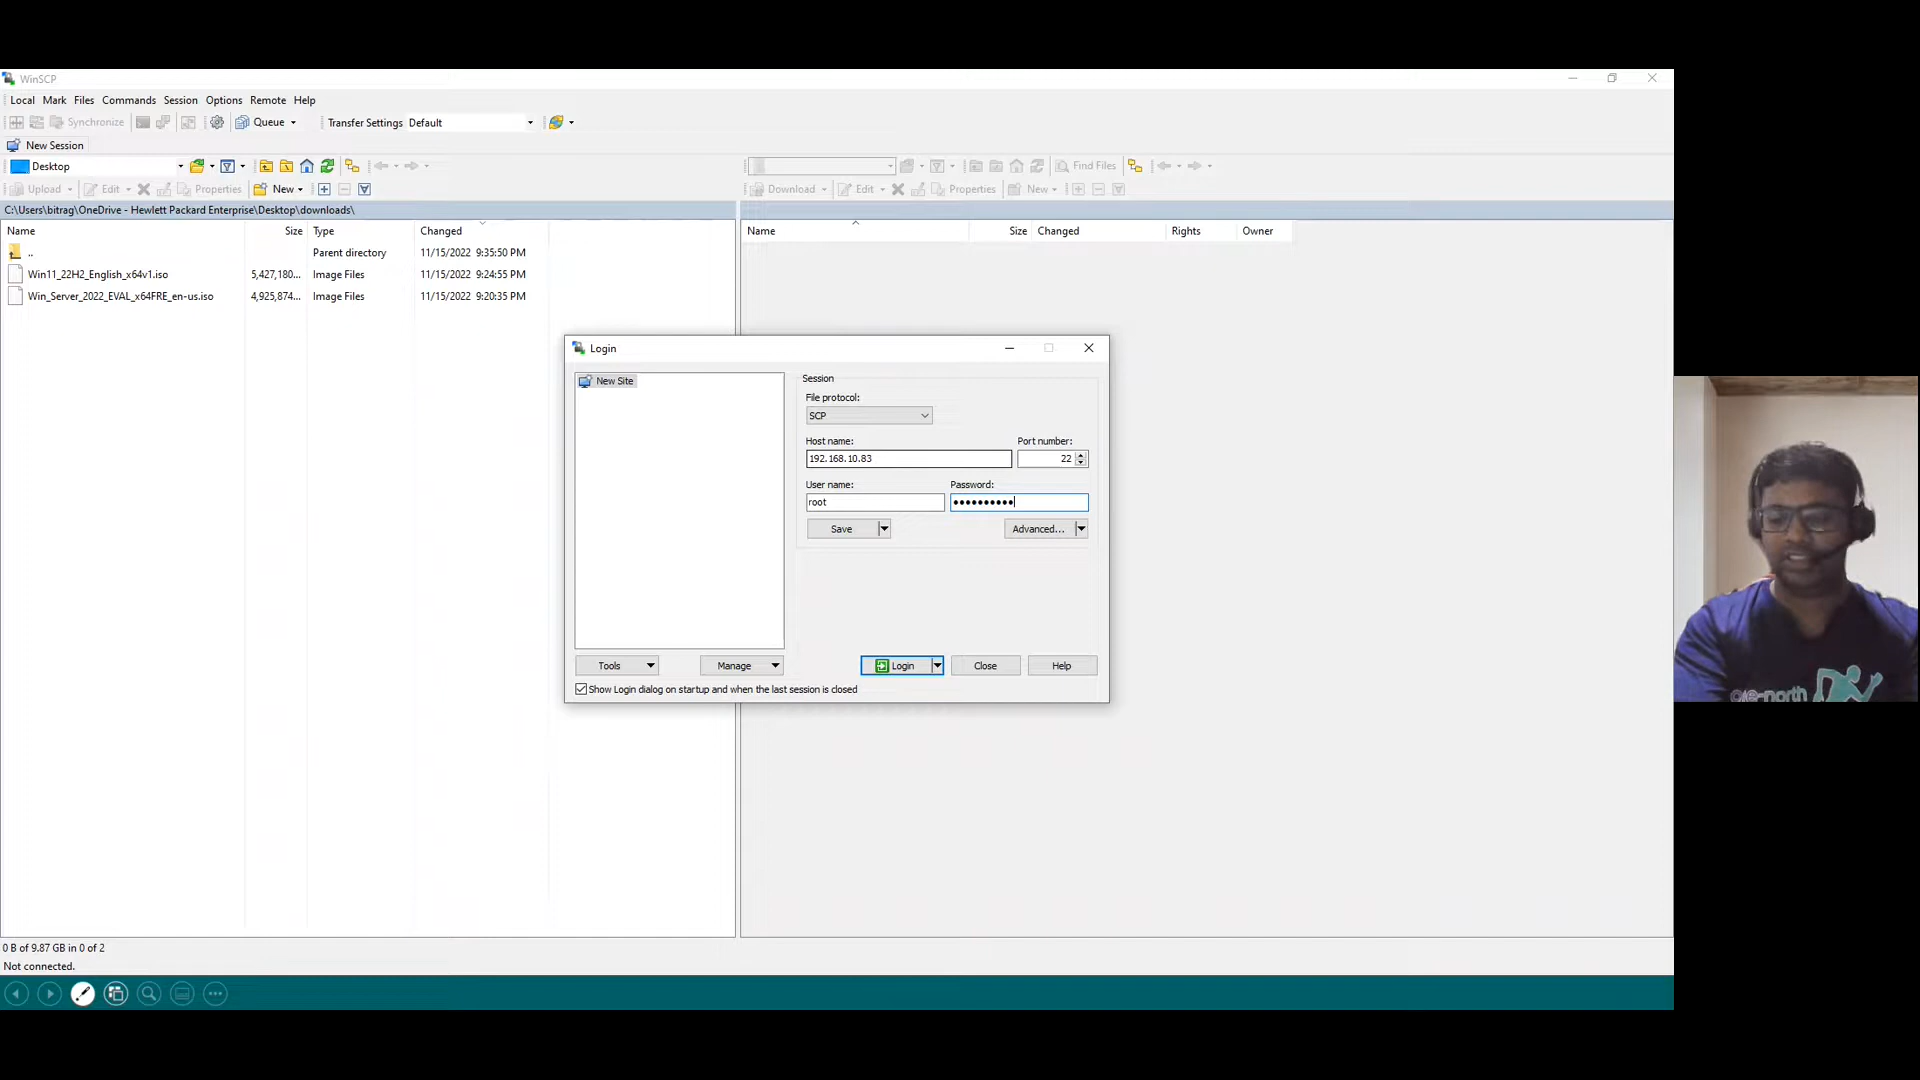 WinSCP
Local Mark Files Commands Session Options Remote Help
Synchronize Queue Transfer Settings Default
New Session
Desktop Find Files
Upload Edit Properties New Download Edit Properties New
C:\Users\bitrag\OneDrive - Hewlett Packard Enterprise\Desktop\downloads\
Name Size Type Changed Name Size Changed Rights Owner
.. Parent directory 11/15/2022 9:35:50 PM
Win11_22H2_English_x64v1.iso 5,427,180... Image Files 11/15/2022 9:24:55 PM
Win_Server_2022_EVAL_x64FRE_en-us.iso 4,925,874... Image Files 11/15/2022 9:20:35 PM
Login
New Site
Session
File protocol:
SCP
Host name: Port number:
192.168.10.83 22
User name: Password:
root ••••••••••
Save Advanced...
Tools Manage Login Close Help
Show Login dialog on startup and when the last session is closed
one-north
0 B of 9.87 GB in 0 of 2
Not connected.